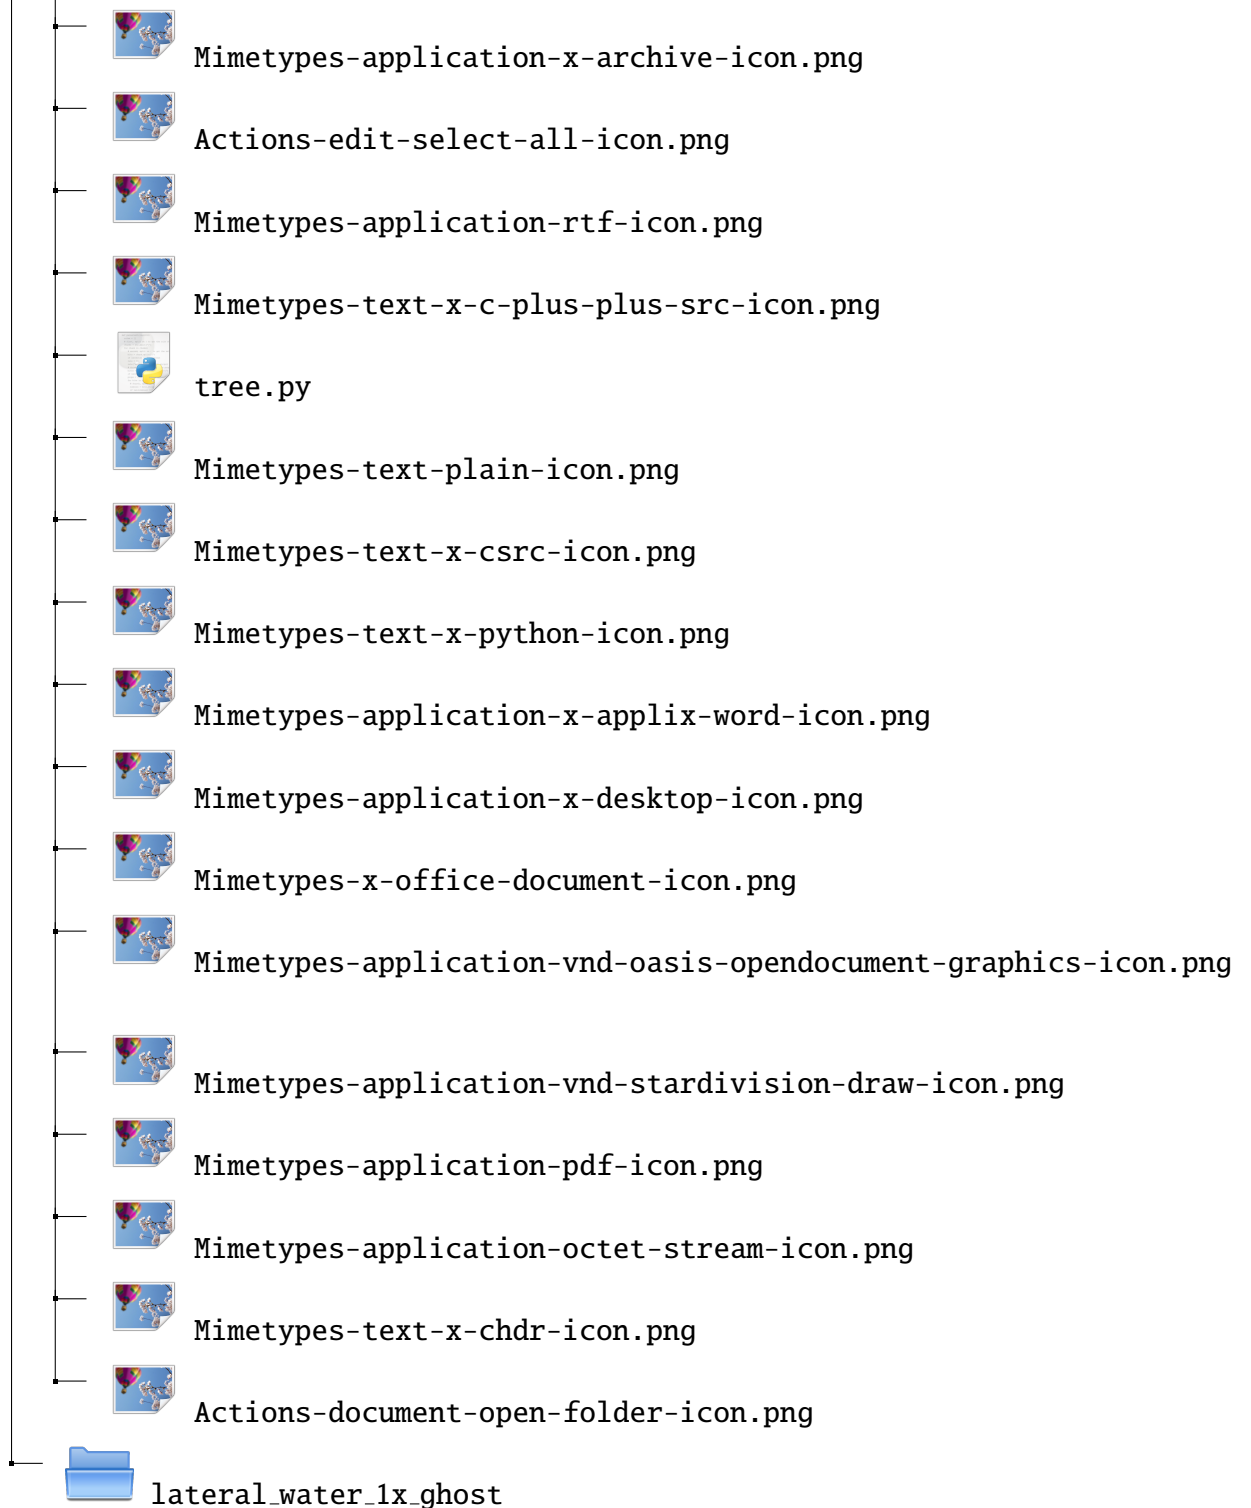 Mimetypes-application-x-archive-icon.png
Actions-edit-select-all-icon.png
Mimetypes-application-rtf-icon.png
Mimetypes-text-x-c-plus-plus-src-icon.png
tree.py
Mimetypes-text-plain-icon.png
Mimetypes-text-x-csrc-icon.png
Mimetypes-text-x-python-icon.png
Mimetypes-application-x-applix-word-icon.png
Mimetypes-application-x-desktop-icon.png
Mimetypes-x-office-document-icon.png
Mimetypes-application-vnd-oasis-opendocument-graphics-icon.png
Mimetypes-application-vnd-stardivision-draw-icon.png
Mimetypes-application-pdf-icon.png
Mimetypes-application-octet-stream-icon.png
Mimetypes-text-x-chdr-icon.png
Actions-document-open-folder-icon.png
lateral_water_1x_ghost